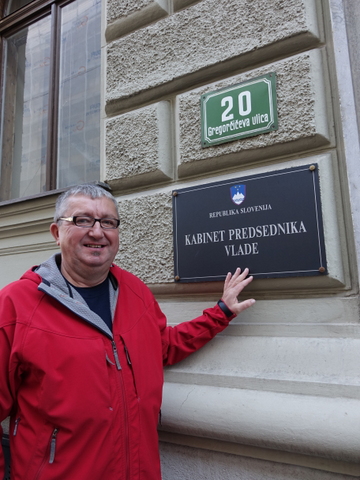 20
Gregorčičeva ulica
REPUBLIKA SLOVENIJA
KABINET PREDSEDNIKA
VLADE